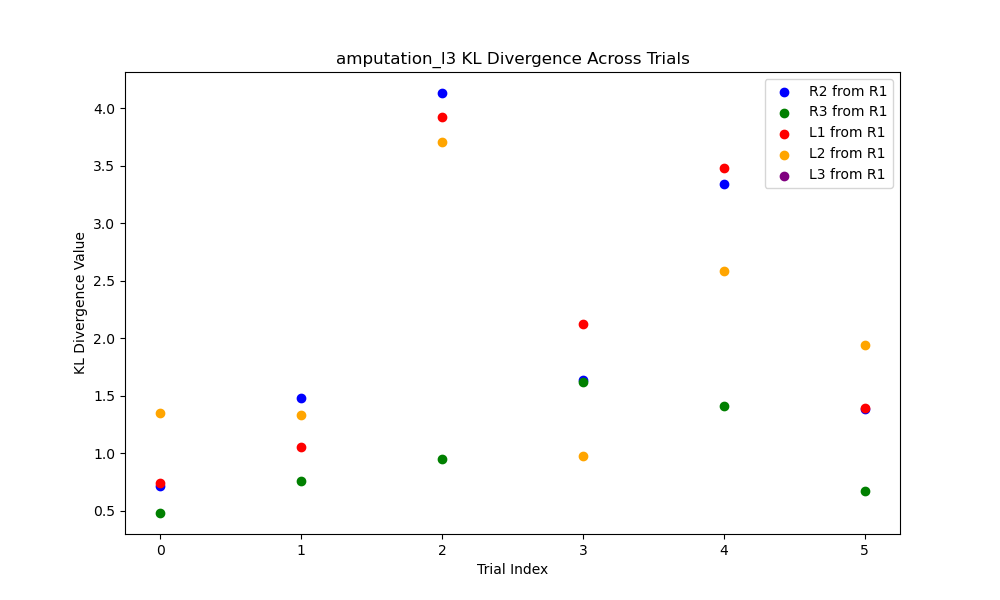 amputation_l3 KL Divergence Across Trials
R2 from R1
R3 from R1
L1 from R1
L2 from R1
L3 from R1
KL Divergence Value
4.0
3.5
3.0
2.5
2.0
1.5
1.0
0.5
0 1 2 3 4 5
Trial Index